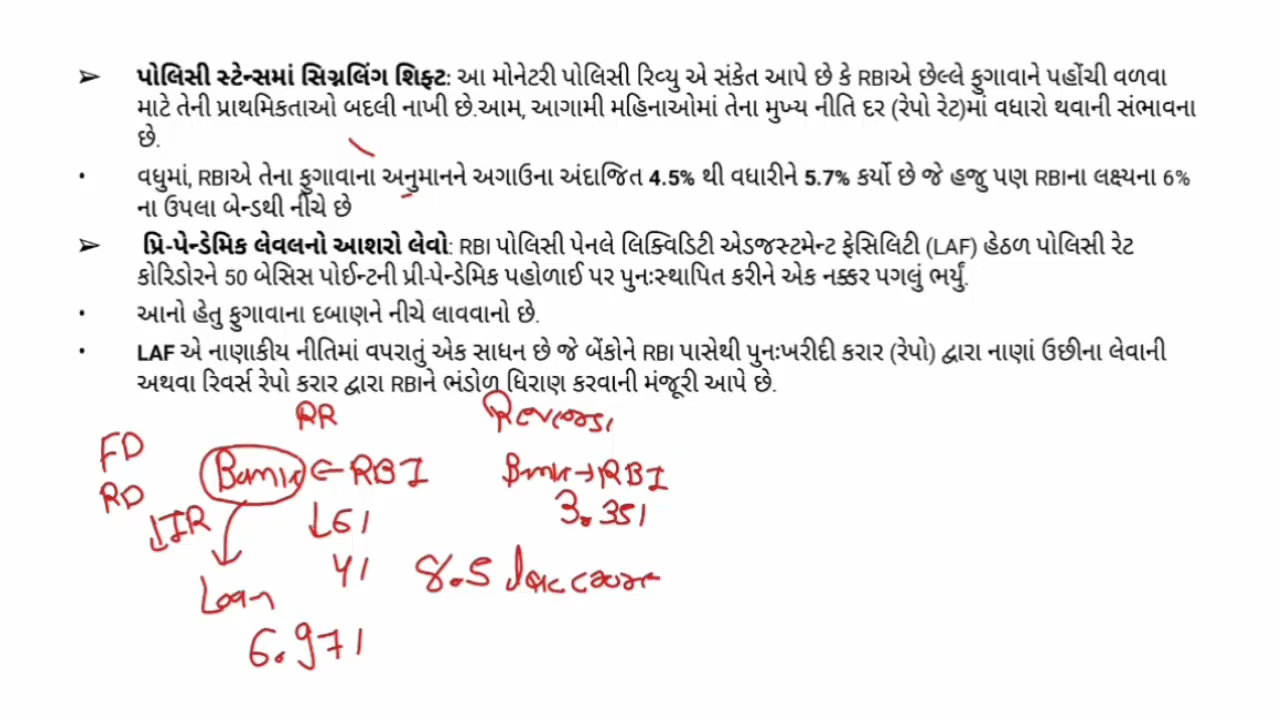 ➢ પોલિસી સ્ટેન્સમાં સિગ્નલિંગ શિફ્ટ: આ મોનેટરી પોલિસી રિવ્યુ એ સંકેત આપે છે કે RBIએ છેલ્લે ફુગાવાને પહોંચી વળવા
માટે તેની પ્રાથમિકતાઓ બદલી નાખી છે.આમ, આગામી મહિનાઓમાં તેના મુખ્ય નીતિ દર (રેપો રેટ)માં વધારો થવાની સંભાવના
છે.
• વધુમાં, RBIએ તેના ફુગાવાના અનુમાનને અગાઉના અંદાજિત 4.5% થી વધારીને 5.7% કર્યો છે જે હજુ પણ RBIના લક્ષ્યના 6%
ના ઉપલા બેન્ડથી નીચે છે
➢ પ્રિ-પેન્ડેમિક લેવલનો આશરો લેવો: RBI પોલિસી પેનલે લિક્વિડિટી એડજસ્ટમેન્ટ ફેસિલિટી (LAF) હેઠળ પોલિસી રેટ
કોરિડોરને 50 બેસિસ પોઈન્ટની પ્રી-પેન્ડેમિક પહોળાઈ પર પુનઃસ્થાપિત કરીને એક નક્કર પગલું ભર્યું.
• આનો હેતુ ફુગાવાના દબાણને નીચે લાવવાનો છે.
• LAF એ નાણાકીય નીતિમાં વપરાતું એક સાધન છે જે બેંકોને RBI પાસેથી પુનઃખરીદી કરાર (રેપો) દ્વારા નાણાં ઉછીના લેવાની
અથવા રિવર્સ રેપો કરાર દ્વારા RBIને ભંડોળ ધિરાણ કરવાની મંજૂરી આપે છે.
RR
FD Bank ← RBI Bank → RBI
RD ↓IR ↓6% 3.35%
4% 8.5 lac
Loan
6.97%